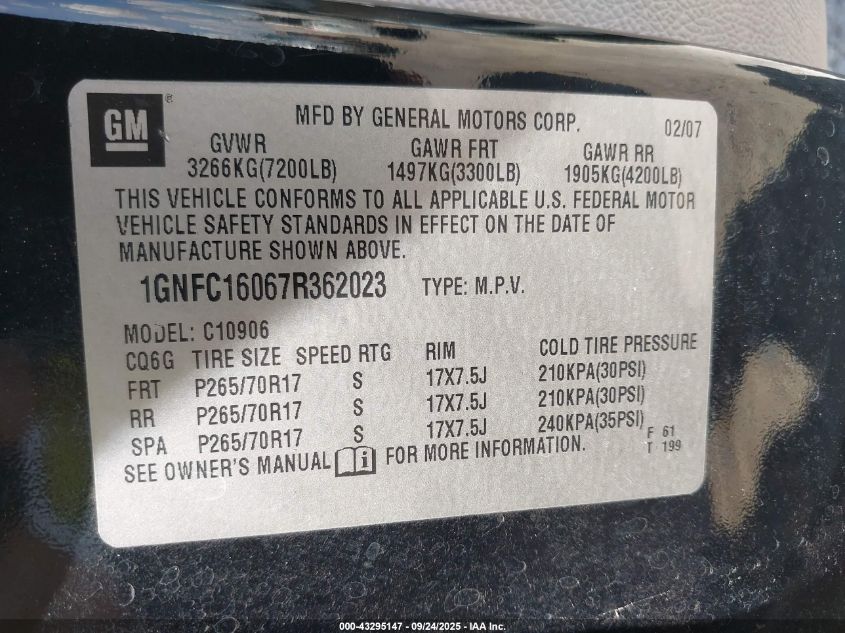 GM ®
MFD BY GENERAL MOTORS CORP. 02/07
GVWR GAWR FRT GAWR RR
3266KG(7200LB) 1497KG(3300LB) 1905KG(4200LB)
THIS VEHICLE CONFORMS TO ALL APPLICABLE U.S. FEDERAL MOTOR
VEHICLE SAFETY STANDARDS IN EFFECT ON THE DATE OF
MANUFACTURE SHOWN ABOVE.
1GNFC16067R362023 TYPE: M.P.V.
MODEL: C10906
CQ6G TIRE SIZE SPEED RTG RIM COLD TIRE PRESSURE
FRT P265/70R17 S 17X7.5J 210KPA(30PSI)
RR P265/70R17 S 17X7.5J 210KPA(30PSI)
SPA P265/70R17 S 17X7.5J 240KPA(35PSI) F 61
SEE OWNER'S MANUAL i FOR MORE INFORMATION. T 199
000-43295147 - 09/24/2025 - IAA Inc.